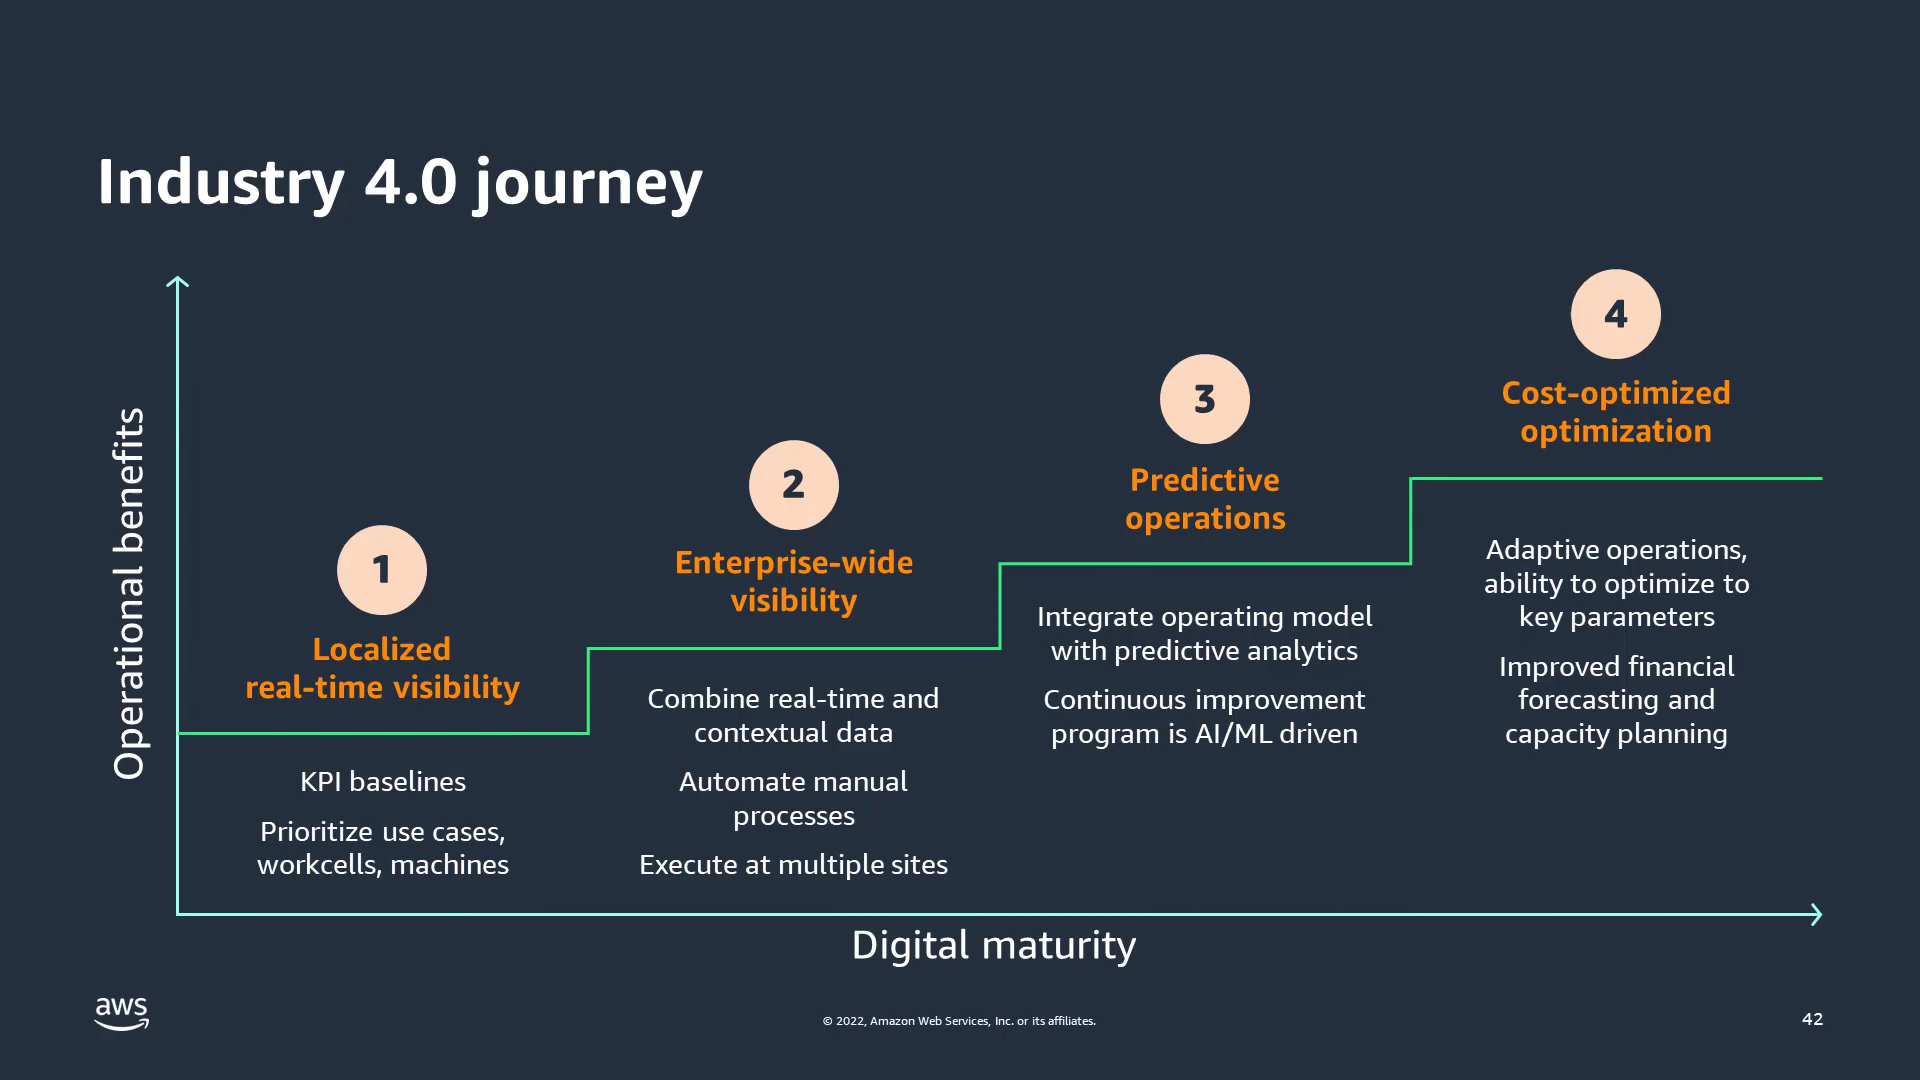 Industry 4.0 journey
Operational benefits
1
Localized
real-time visibility
KPI baselines
Prioritize use cases,
workcells, machines
2
Enterprise-wide
visibility
Combine real-time and
contextual data
Automate manual
processes
Execute at multiple sites
3
Predictive
operations
Integrate operating model
with predictive analytics
Continuous improvement
program is AI/ML driven
4
Cost-optimized
optimization
Adaptive operations,
ability to optimize to
key parameters
Improved financial
forecasting and
capacity planning
Digital maturity
aws
© 2022, Amazon Web Services, Inc. or its affiliates.
42